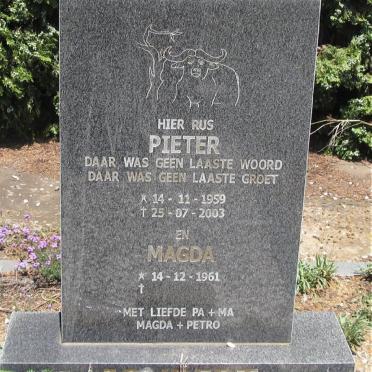 HIER RUS
PIETER
DAAR WAS GEEN LAASTE WOORD
DAAR WAS GEEN LAASTE GROET
* 14 - 11 - 1959
† 25 - 07 - 2003
EN
MAGDA
* 14 - 12 - 1961
†
MET LIEFDE PA + MA
MAGDA + PETRO